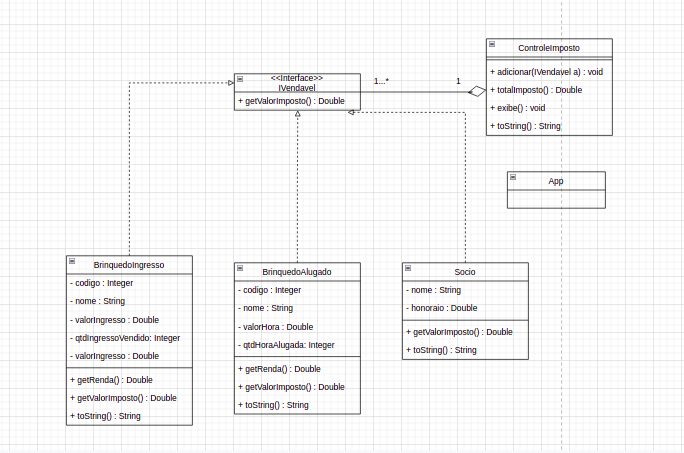 ControleImposto
+ adicionar(IVendavel a) : void
+ totalImposto() : Double
+ exibe() : void
+ toString() : String
<<Interface>>
IVendavel
+ getValorImposto() : Double
1...*
1
App
BrinquedoIngresso
- codigo : Integer
- nome : String
- valorIngresso : Double
- qtdIngressoVendido: Integer
- valorIngresso : Double
+ getRenda() : Double
+ getValorImposto() : Double
+ toString() : String
BrinquedoAlugado
- codigo : Integer
- nome : String
- valorHora : Double
- qtdHoraAlugada: Integer
+ getRenda() : Double
+ getValorImposto() : Double
+ toString() : String
Socio
- nome : String
- honoraio : Double
+ getValorImposto() : Double
+ toString() : String